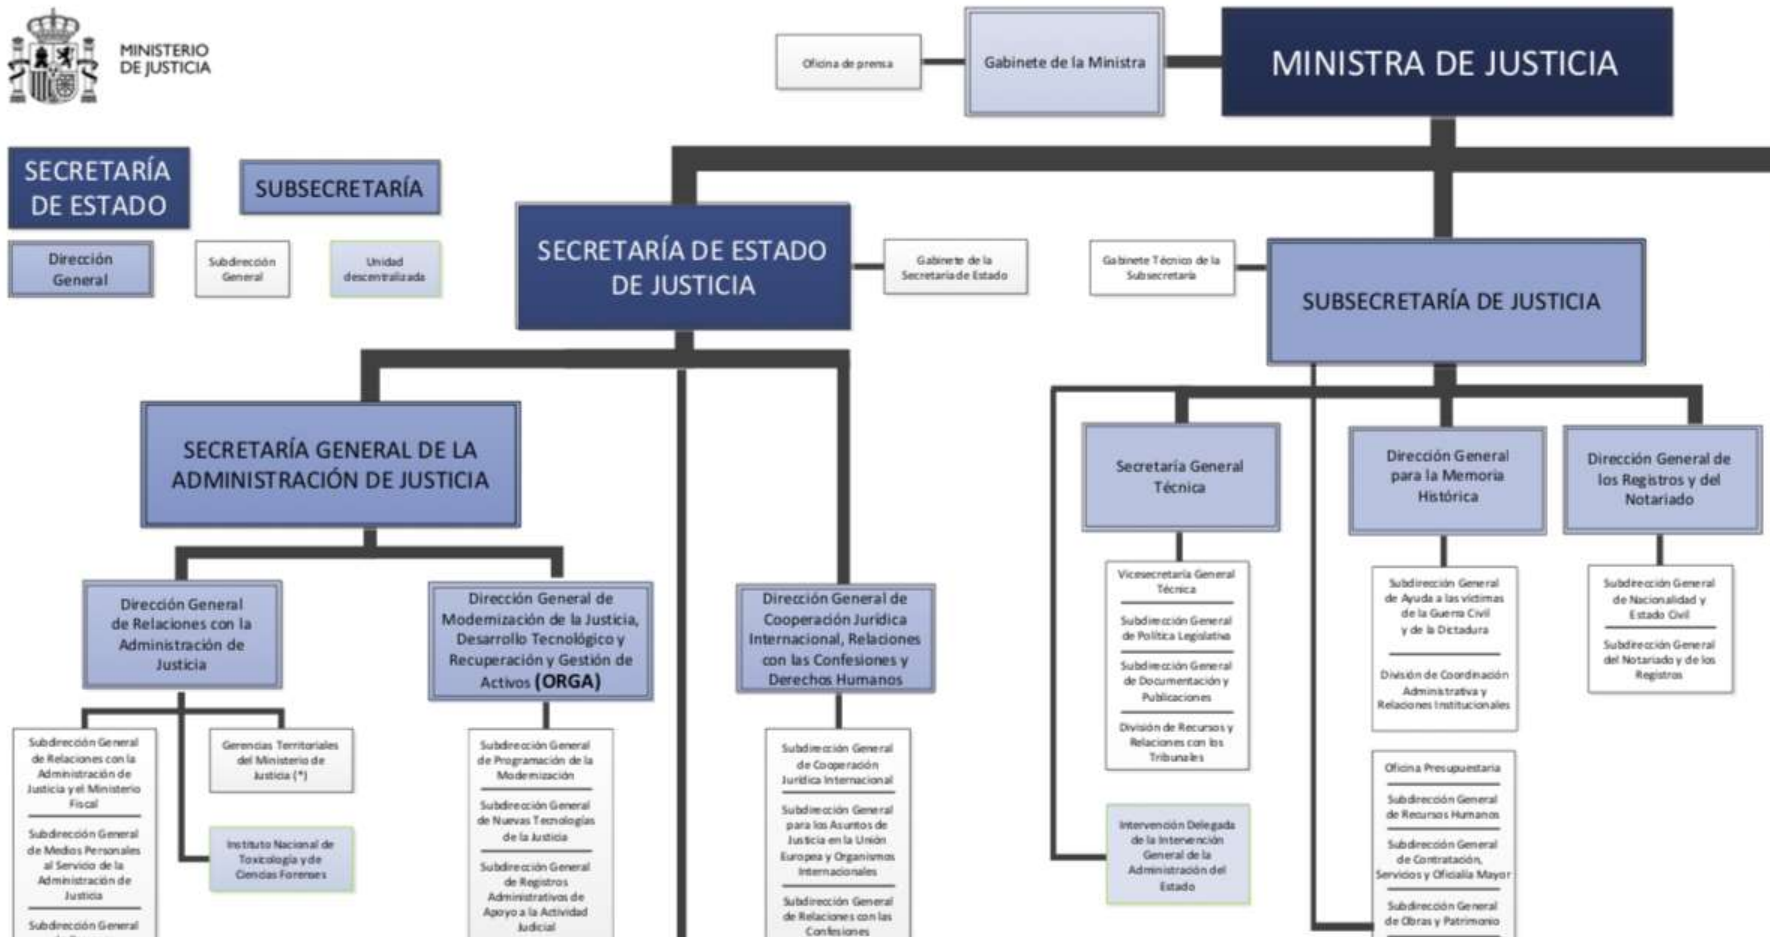 MINISTERIO
DE JUSTICIA
Oficina de prensa
Gabinete de la Ministra
MINISTRA DE JUSTICIA
SECRETARÍA
DE ESTADO
SUBSECRETARÍA
Dirección
General
Subdirección
General
Unidad
descentralizada
SECRETARÍA DE ESTADO
DE JUSTICIA
Gabinete de la
Secretaría de Estado
Gabinete Técnico de la
Subsecretaría
SUBSECRETARÍA DE JUSTICIA
SECRETARÍA GENERAL DE LA
ADMINISTRACIÓN DE JUSTICIA
Secretaría General
Técnica
Dirección General
para la Memoria
Histórica
Dirección General de
los Registros y del
Notariado
Dirección General
de Relaciones con la
Administración de
Justicia
Dirección General de
Modernización de la Justicia,
Desarrollo Tecnológico y
Recuperación y Gestión de
Activos (ORGA)
Dirección General de
Cooperación Jurídica
Internacional, Relaciones
con las Confesiones y
Derechos Humanos
Vicesecretaría General
Técnica
Subdirección General
de Política Legislativa
Subdirección General
de Documentación y
Publicaciones
División de Recursos y
Relaciones con los
Tribunales
Subdirección General
de Ayuda a las víctimas
de la Guerra Civil
y de la Dictadura
División de Coordinación
Administrativa y
Relaciones Institucionales
Subdirección General
de Nacionalidad y
Estado Civil
Subdirección General
del Notariado y de los
Registros
Subdirección General
de Relaciones con la
Administración de
Justicia y el Ministerio
Fiscal
Subdirección General
de Medios Personales
al Servicio de la
Administración de
Justicia
Subdirección General
Gerencias Territoriales
del Ministerio de
Justicia (*)
Instituto Nacional de
Toxicología y de
Ciencias Forenses
Subdirección General
de Programación de la
Modernización
Subdirección General
de Nuevas Tecnologías
de la Justicia
Subdirección General
de Registros
Administrativos de
Apoyo a la Actividad
Judicial
Subdirección General
de Cooperación
Jurídica Internacional
Subdirección General
para los Asuntos de
Justicia en la Unión
Europea y Organismos
Internacionales
Subdirección General
de Relaciones con las
Confesiones
Intervención Delegada
de la Intervención
General de la
Administración del
Estado
Oficina Presupuestaria
Subdirección General
de Recursos Humanos
Subdirección General
de Contratación,
Servicios y Oficialía Mayor
Subdirección General
de Obras y Patrimonio